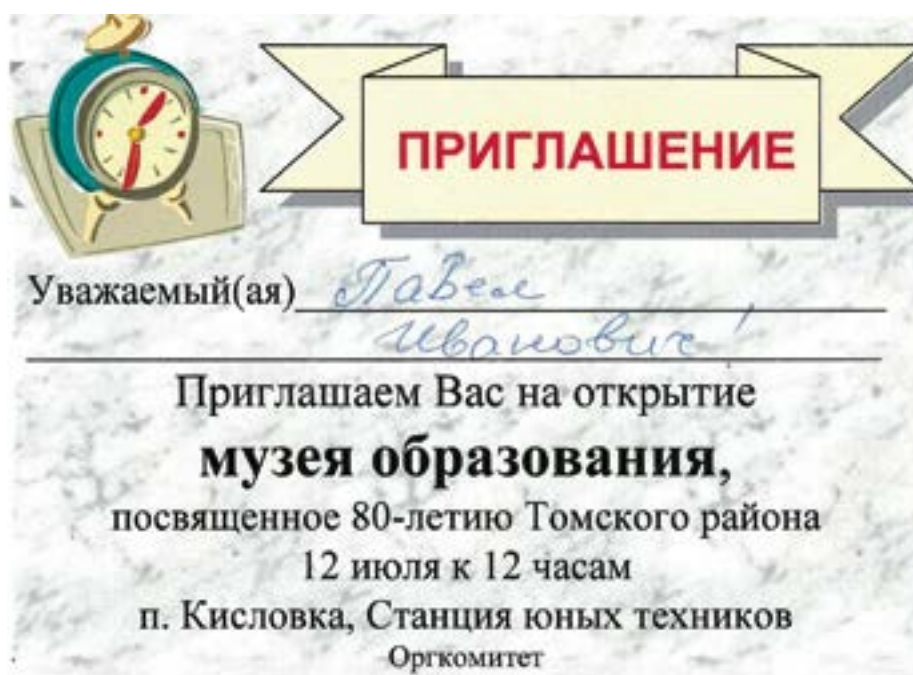 ПРИГЛАШЕНИЕ
Уважаемый(ая) Павел
Иванович!
Приглашаем Вас на открытие
музея образования,
посвященное 80-летию Томского района
12 июля к 12 часам
п. Кисловка, Станция юных техников
Оргкомитет